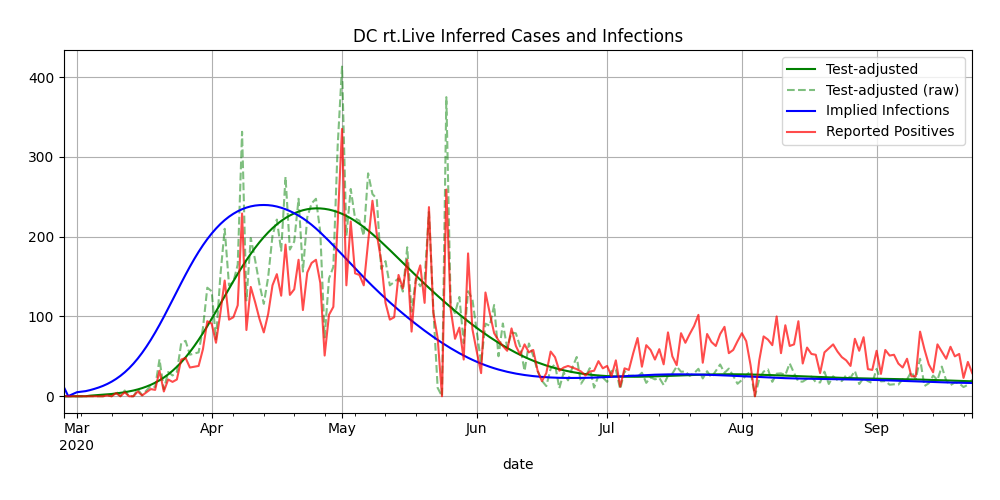 DC rt.Live Inferred Cases and Infections
Test-adjusted
Test-adjusted (raw)
Implied Infections
Reported Positives
400
300
200
100
0
Mar Apr May Jun Jul Aug Sep
2020
date